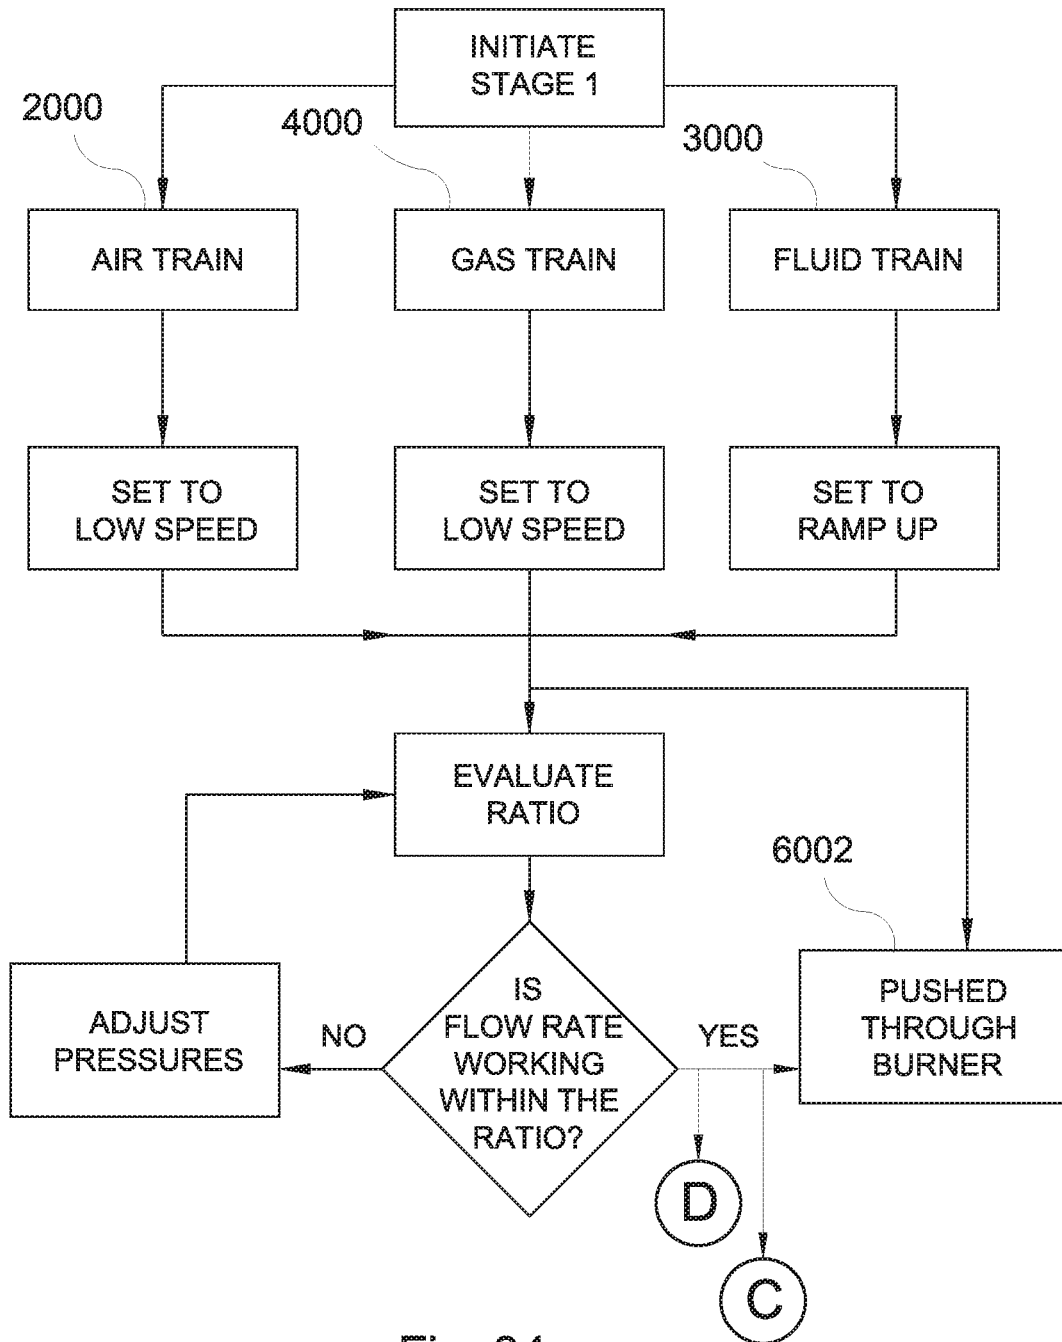 INITIATE
STAGE 1
2000
4000
3000
AIR TRAIN
GAS TRAIN
FLUID TRAIN
SET TO
LOW SPEED
SET TO
LOW SPEED
SET TO
RAMP UP
EVALUATE
RATIO
6002
ADJUST
PRESSURES
NO
IS
FLOW RATE
WORKING
WITHIN THE
RATIO?
YES
PUSHED
THROUGH
BURNER
D
C